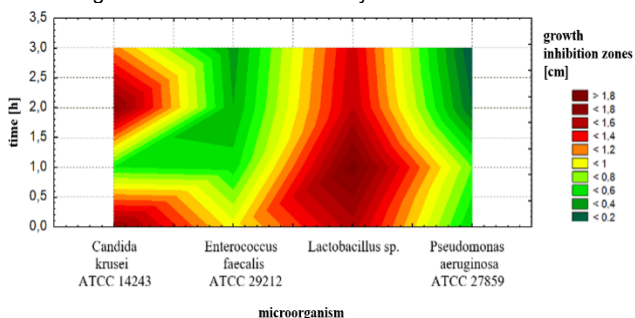 3,5
3,0
2,5
2,0
1,5
1,0
0,5
0,0
time [h]
Candida
krusei
ATCC 14243
Enterococcus
faecalis
ATCC 29212
Lactobacillus sp.
Pseudomonas
aeruginosa
ATCC 27859
microorganism
growth
inhibition zones
[cm]
> 1,8
< 1,8
< 1,6
< 1,4
< 1,2
< 1
< 0,8
< 0,6
< 0,4
< 0,2